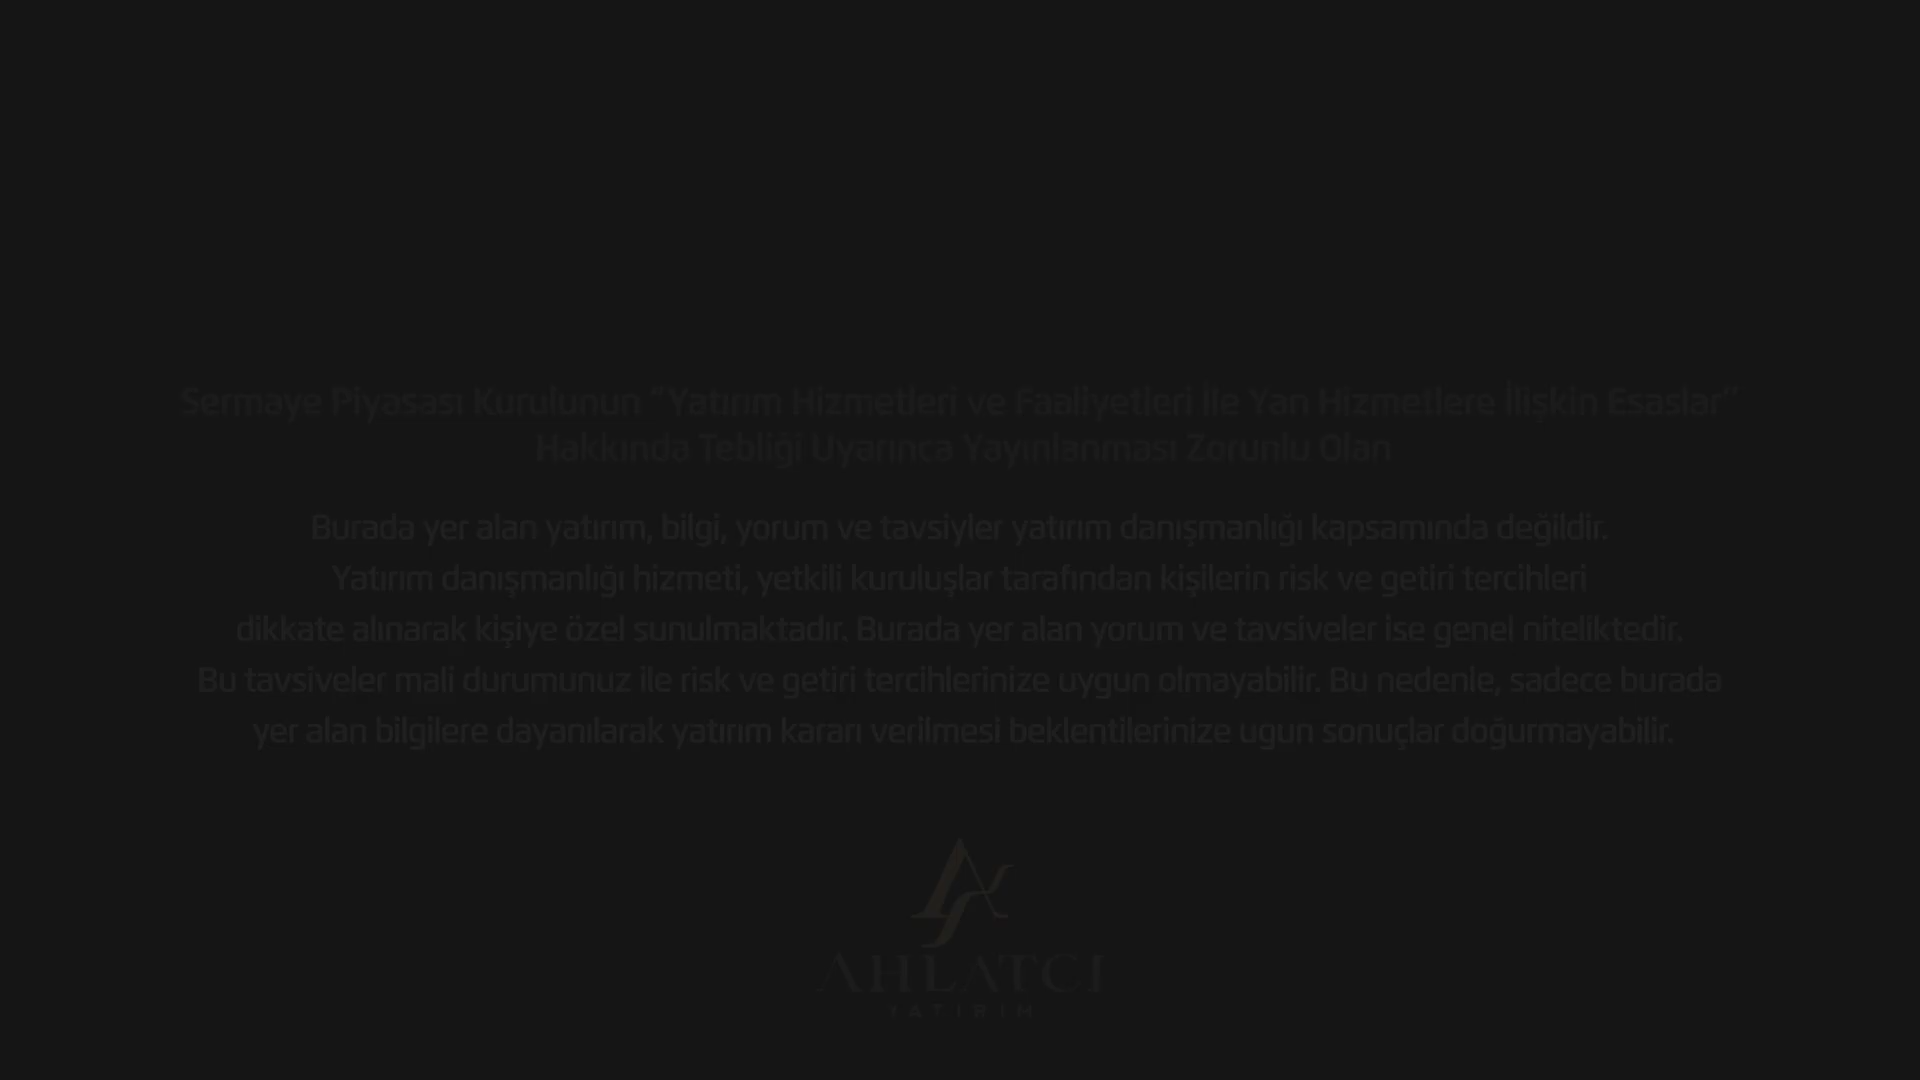 Sermaye Piyasası Kurulunun “Yatırım Hizmetleri ve Faaliyetleri İle Yan Hizmetlere İlişkin Esaslar”
Hakkında Tebliği Uyarınca Yayınlanması Zorunlu Olan
Burada yer alan yatırım, bilgi, yorum ve tavsiyler yatırım danışmanlığı kapsamında değildir.
Yatırım danışmanlığı hizmeti, yetkili kuruluşlar tarafından kişilerin risk ve getiri tercihleri
dikkate alınarak kişiye özel sunulmaktadır. Burada yer alan yorum ve tavsiveler ise genel niteliktedir.
Bu tavsiveler mali durumunuz ile risk ve getiri tercihlerinize uygun olmayabilir. Bu nedenle, sadece burada
yer alan bilgilere dayanılarak yatırım kararı verilmesi beklentilerinize ugun sonuçlar doğurmayabilir.
AHLATCI
YATIRIM